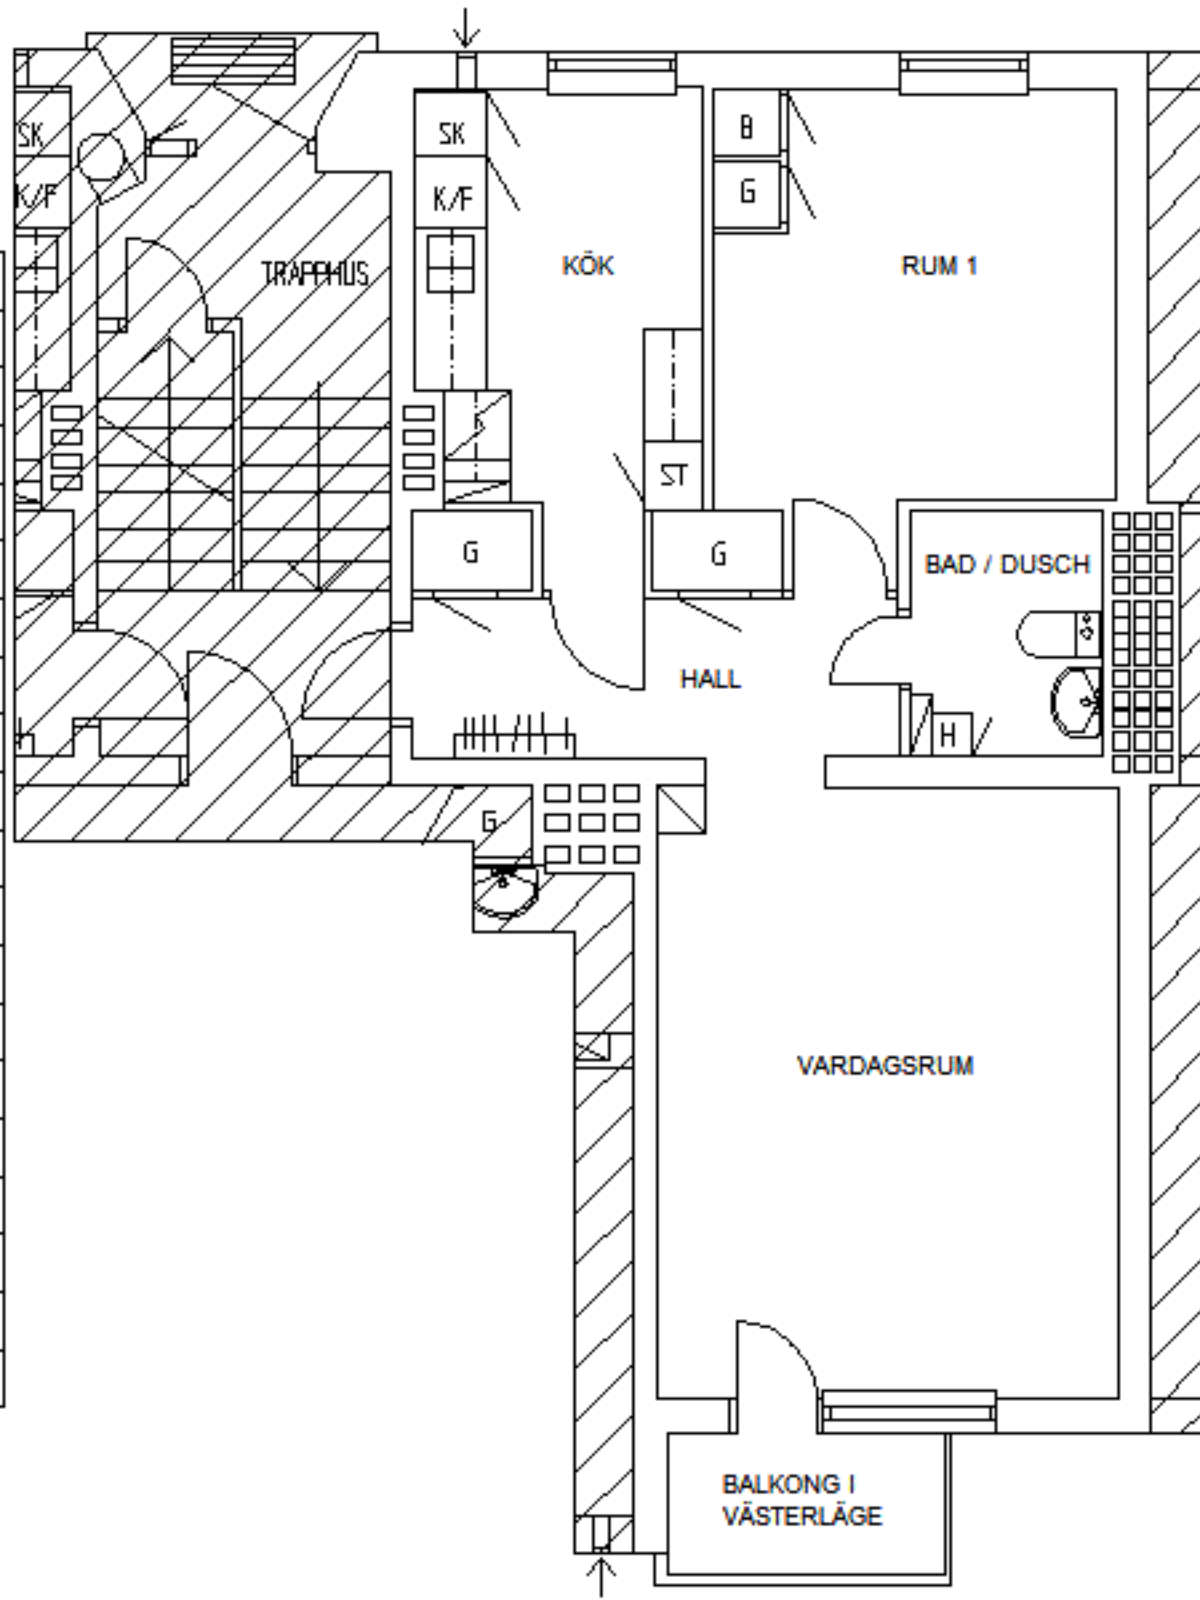 SK
SK
B
K/F
K/F
G
KÖK
RUM 1
TRAPPHUS
ST
G
G
BAD / DUSCH
HALL
H
G
VARDAGSRUM
BALKONG I
VÄSTERLÄGE